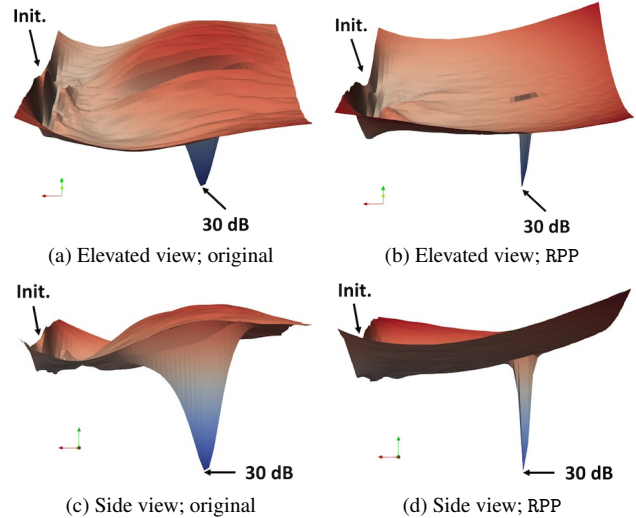 Init.
Init.
30 dB
30 dB
(a) Elevated view; original
(b) Elevated view; RPP
Init.
Init.
30 dB
30 dB
(c) Side view; original
(d) Side view; RPP